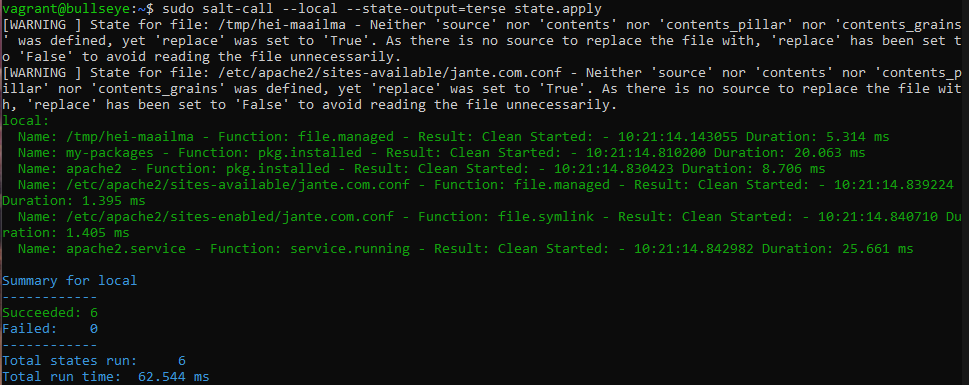 vagrant@bullseye:~$ sudo salt-call --local --state-output=terse state.apply
[WARNING ] State for file: /tmp/hei-maailma - Neither 'source' nor 'contents' nor 'contents_pillar' nor 'contents_grains
' was defined, yet 'replace' was set to 'True'. As there is no source to replace the file with, 'replace' has been set t
o 'False' to avoid reading the file unnecessarily.
[WARNING ] State for file: /etc/apache2/sites-available/jante.com.conf - Neither 'source' nor 'contents' nor 'contents_p
illar' nor 'contents_grains' was defined, yet 'replace' was set to 'True'. As there is no source to replace the file wit
h, 'replace' has been set to 'False' to avoid reading the file unnecessarily.
local:
  Name: /tmp/hei-maailma - Function: file.managed - Result: Clean Started: - 10:21:14.143055 Duration: 5.314 ms
  Name: my-packages - Function: pkg.installed - Result: Clean Started: - 10:21:14.810200 Duration: 20.063 ms
  Name: apache2 - Function: pkg.installed - Result: Clean Started: - 10:21:14.830423 Duration: 8.706 ms
  Name: /etc/apache2/sites-available/jante.com.conf - Function: file.managed - Result: Clean Started: - 10:21:14.839224
Duration: 1.395 ms
  Name: /etc/apache2/sites-enabled/jante.com.conf - Function: file.symlink - Result: Clean Started: - 10:21:14.840710 Du
ration: 1.405 ms
  Name: apache2.service - Function: service.running - Result: Clean Started: - 10:21:14.842982 Duration: 25.661 ms

Summary for local
------------
Succeeded: 6
Failed:    0
------------
Total states run:     6
Total run time:  62.544 ms